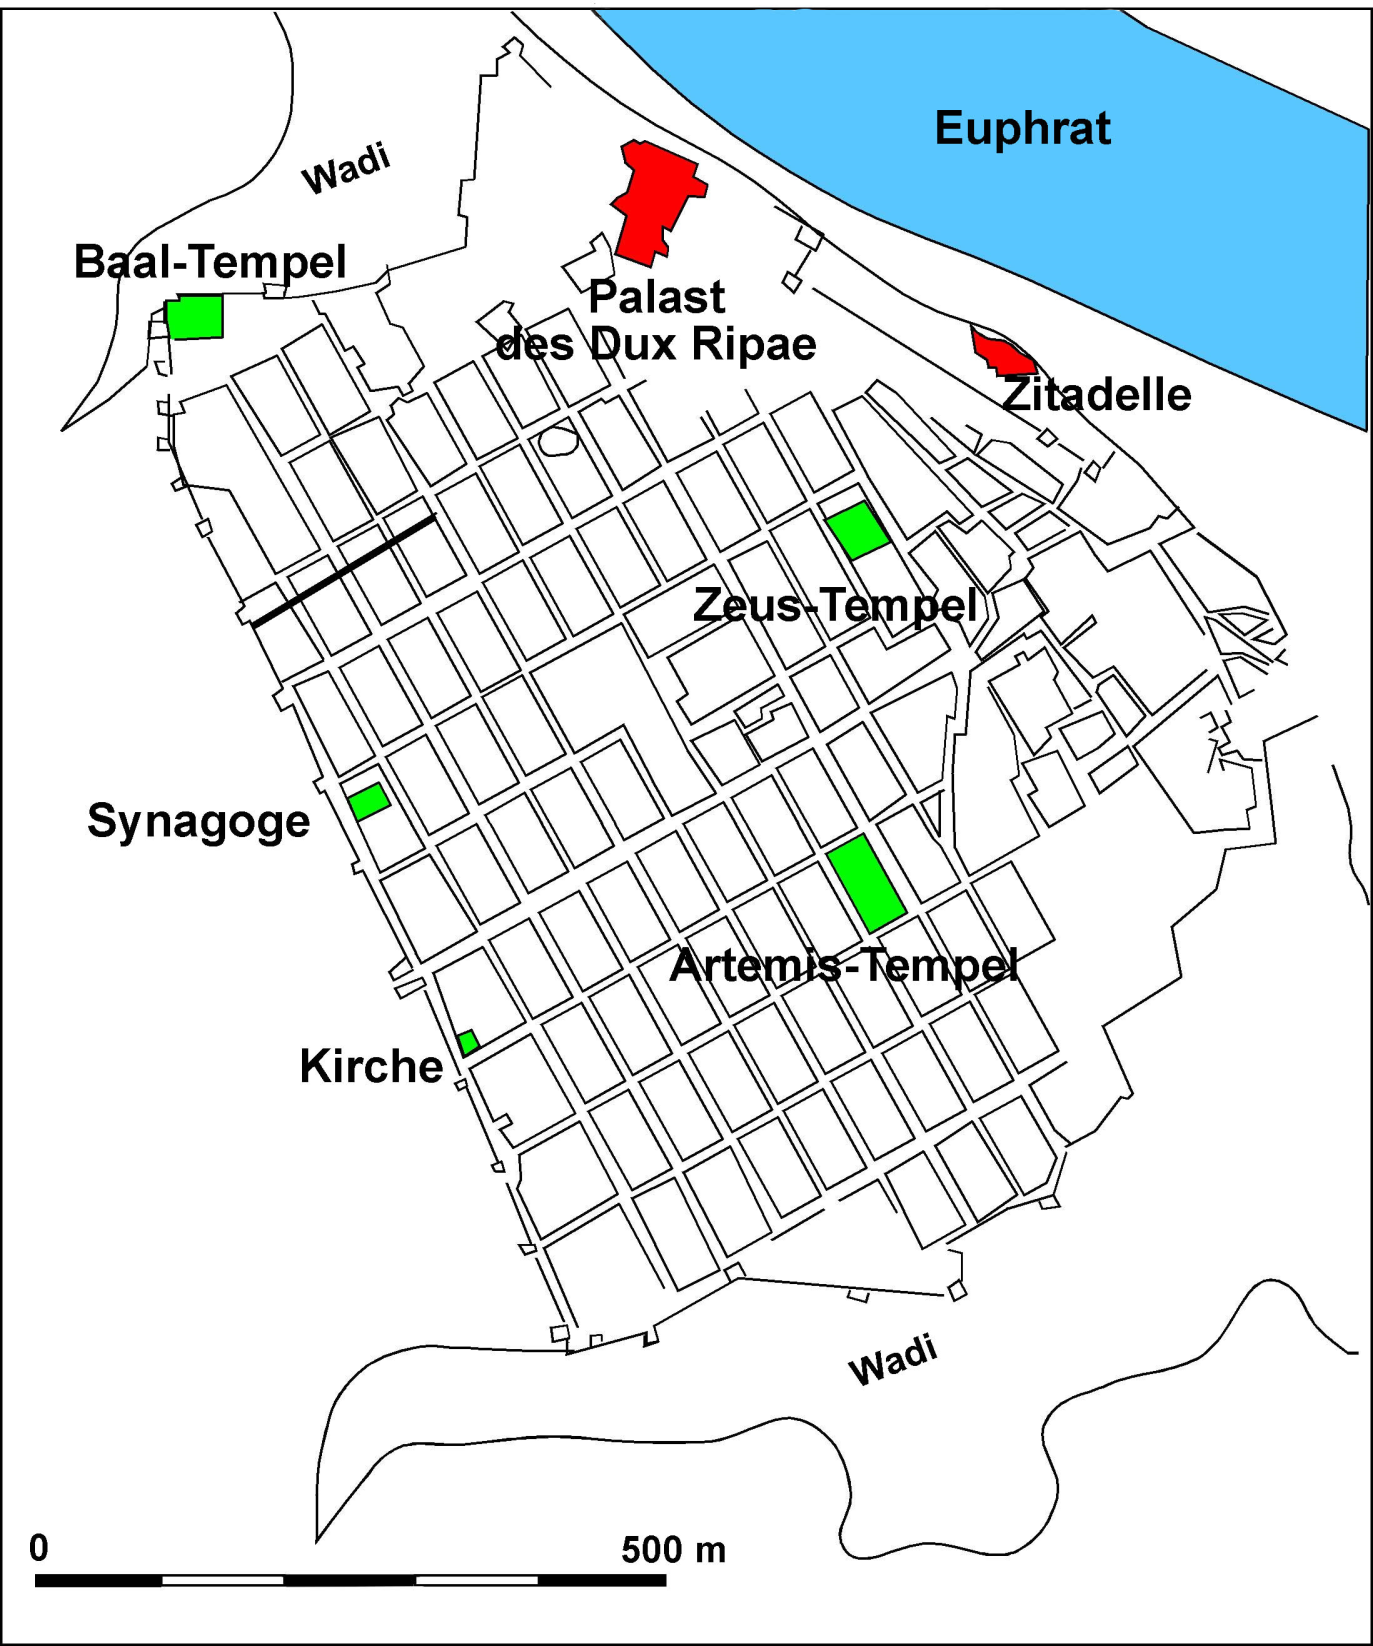 Euphrat
Wadi
Baal-Tempel
Palast
des Dux Ripae
Zitadelle
Zeus-Tempel
Synagoge
Artemis-Tempel
Kirche
Wadi
0 500 m